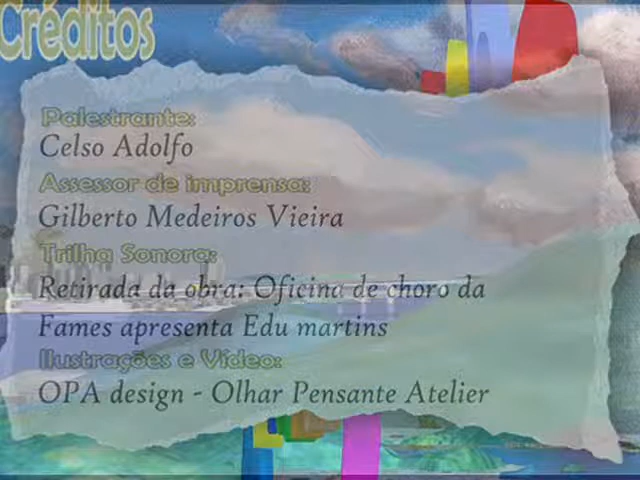 Créditos
Palestrante:
Celso Adolfo
Assessor de imprensa:
Gilberto Medeiros Vieira
Trilha Sonora:
Retirada da obra: Oficina de choro da
Fames apresenta Edu martins
Ilustrações e Vídeo:
OPA design - Olhar Pensante Atelier